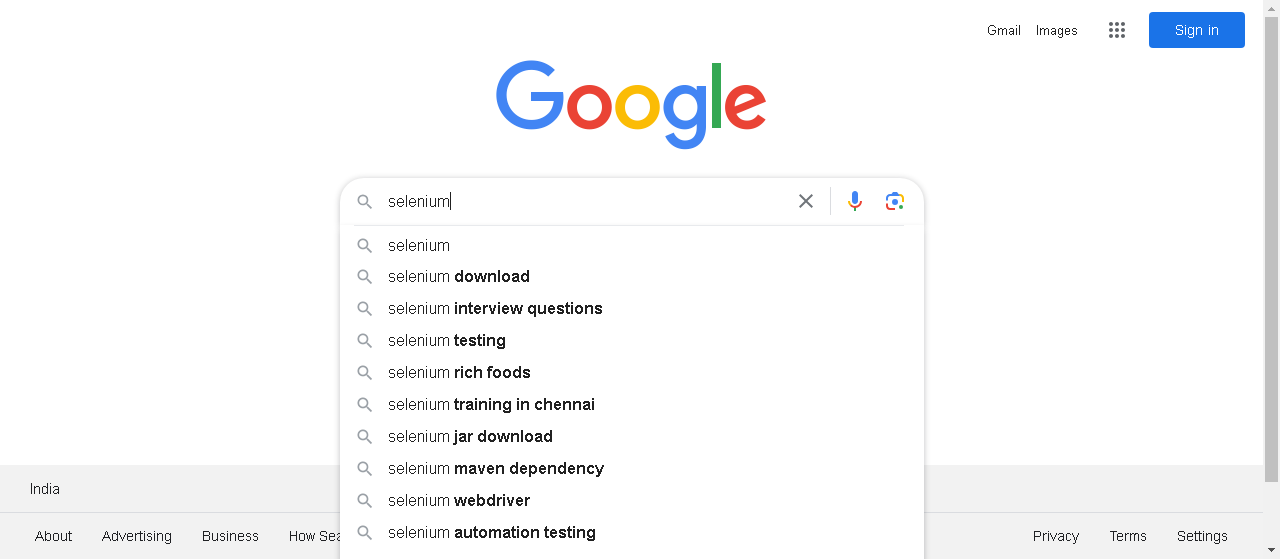 Gmail Images Sign in
Google
selenium
selenium
selenium download
selenium interview questions
selenium testing
selenium rich foods
selenium training in chennai
selenium jar download
selenium maven dependency
selenium webdriver
selenium automation testing
India
About Advertising Business How Sea
Privacy Terms Settings